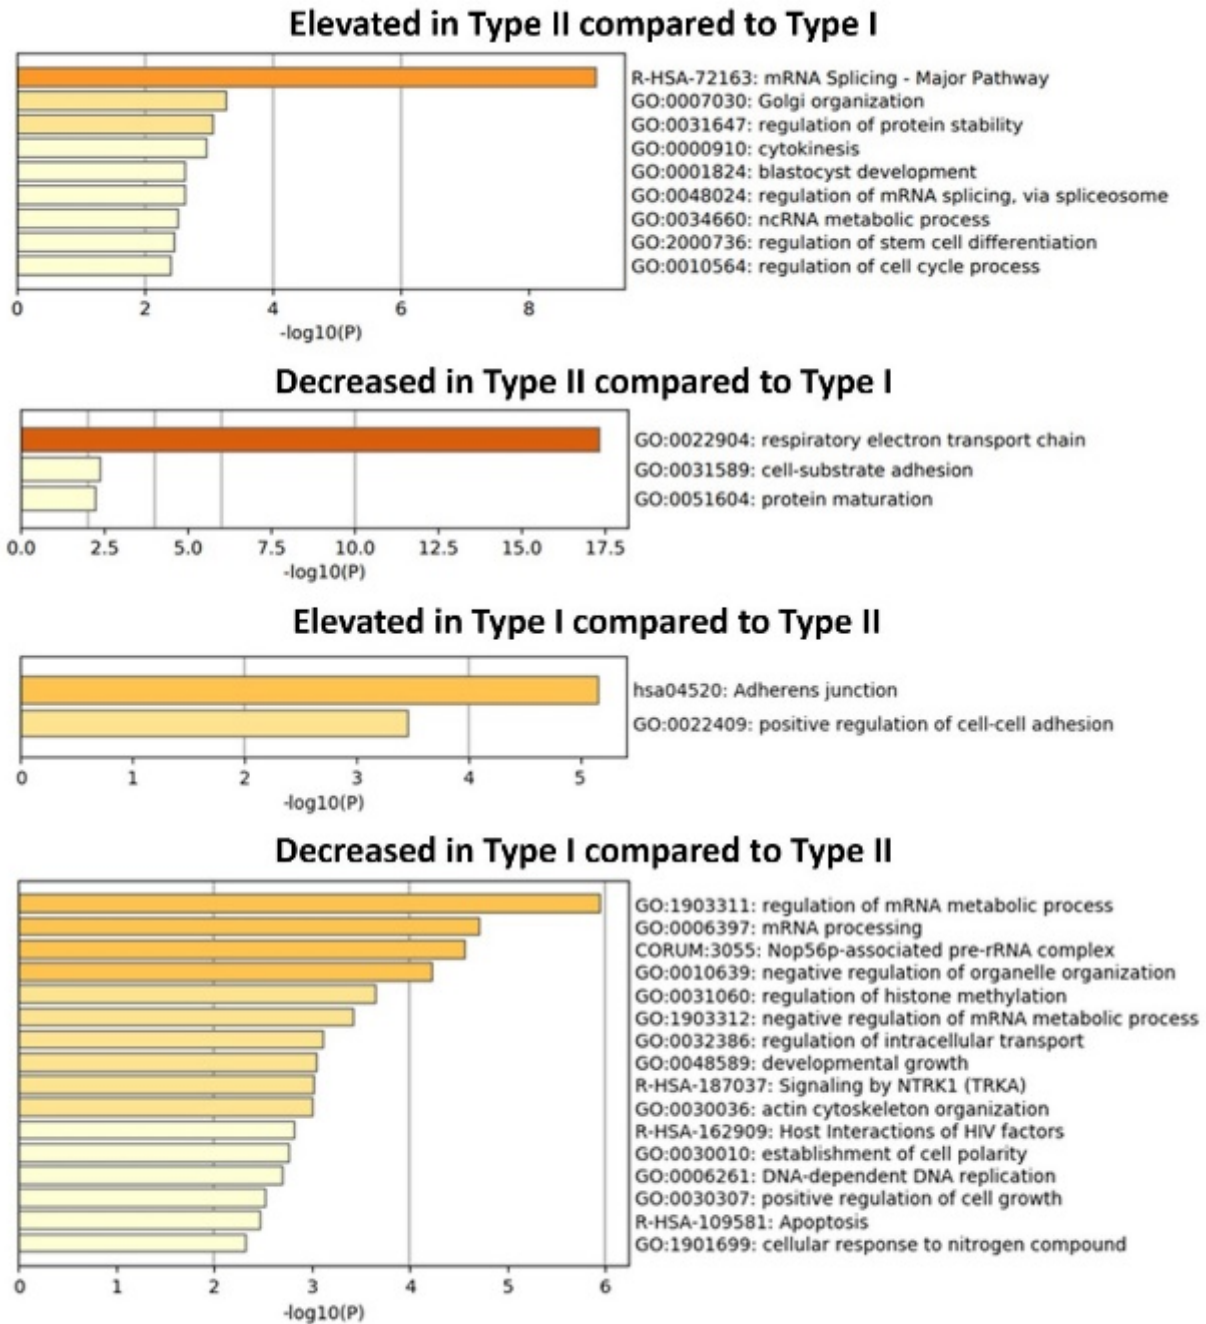 Elevated in Type II compared to Type I
R-HSA-72163: mRNA Splicing - Major Pathway
GO:0007030: Golgi organization
GO:0031647: regulation of protein stability
GO:0000910: cytokinesis
GO:0001824: blastocyst development
GO:0048024: regulation of mRNA splicing, via spliceosome
GO:0034660: ncRNA metabolic process
GO:2000736: regulation of stem cell differentiation
GO:0010564: regulation of cell cycle process
0 2 4 6 8
-log10(P)
Decreased in Type II compared to Type I
GO:0022904: respiratory electron transport chain
GO:0031589: cell-substrate adhesion
GO:0051604: protein maturation
0.0 2.5 5.0 7.5 10.0 12.5 15.0 17.5
-log10(P)
Elevated in Type I compared to Type II
hsa04520: Adherens junction
GO:0022409: positive regulation of cell-cell adhesion
0 1 2 3 4 5
-log10(P)
Decreased in Type I compared to Type II
GO:1903311: regulation of mRNA metabolic process
GO:0006397: mRNA processing
CORUM:3055: Nop56p-associated pre-rRNA complex
GO:0010639: negative regulation of organelle organization
GO:0031060: regulation of histone methylation
GO:1903312: negative regulation of mRNA metabolic process
GO:0032386: regulation of intracellular transport
GO:0048589: developmental growth
R-HSA-187037: Signaling by NTRK1 (TRKA)
GO:0030036: actin cytoskeleton organization
R-HSA-162909: Host Interactions of HIV factors
GO:0030010: establishment of cell polarity
GO:0006261: DNA-dependent DNA replication
GO:0030307: positive regulation of cell growth
R-HSA-109581: Apoptosis
GO:1901699: cellular response to nitrogen compound
0 1 2 3 4 5 6
-log10(P)